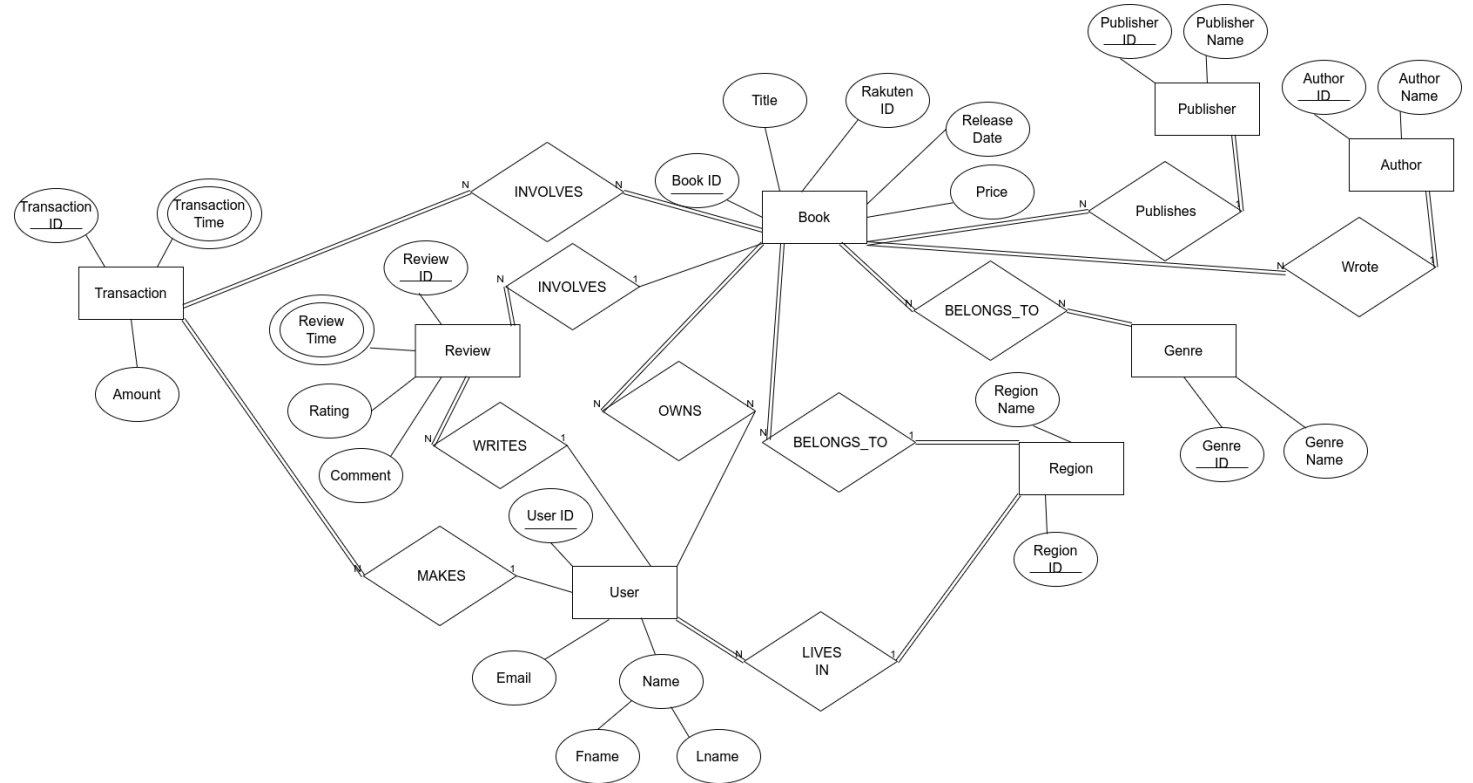 Publisher
ID
Publisher
Name
Author
ID
Author
Name
Title
Rakuten
ID
Release
Date
Publisher
Author
Book ID
Price
INVOLVES
N
N
Transaction
ID
Transaction
Time
Book
Publishes
N
1
Wrote
N
1
Review
ID
INVOLVES
N
1
Transaction
BELONGS_TO
N
N
Review
Time
Review
Genre
Amount
Rating
OWNS
N
N
Region
Name
WRITES
N
1
BELONGS_TO
N
1
Genre
ID
Genre
Name
Comment
Region
User ID
Region
ID
MAKES
N
1
User
LIVES
IN
N
1
Email
Name
Fname
Lname